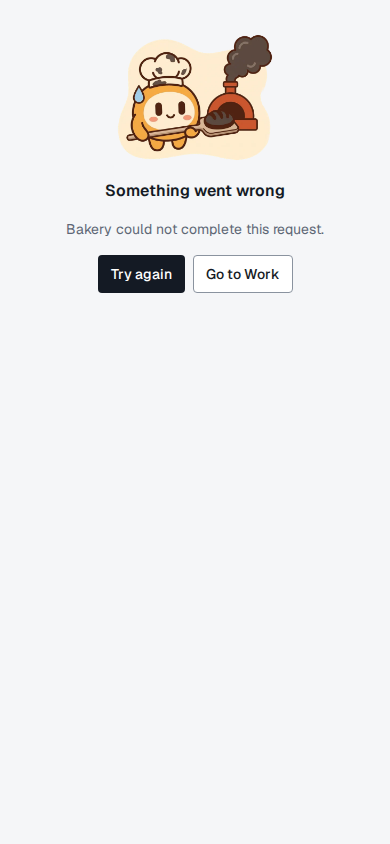 Something went wrong
Bakery could not complete this request.
Try again
Go to Work